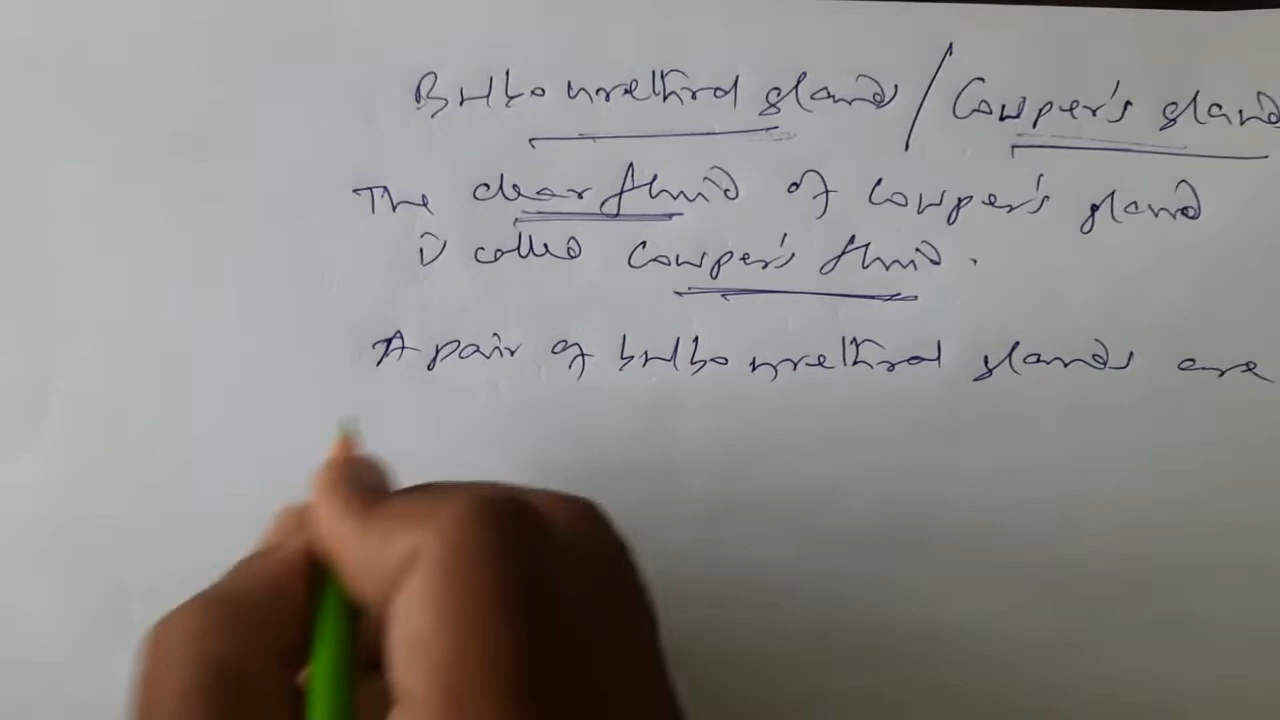 Bulbo urethral glands / Cowper's gland
The clear fluid of Cowper's gland
is called Cowper's fluid.
A pair of bulbo urethral glands are